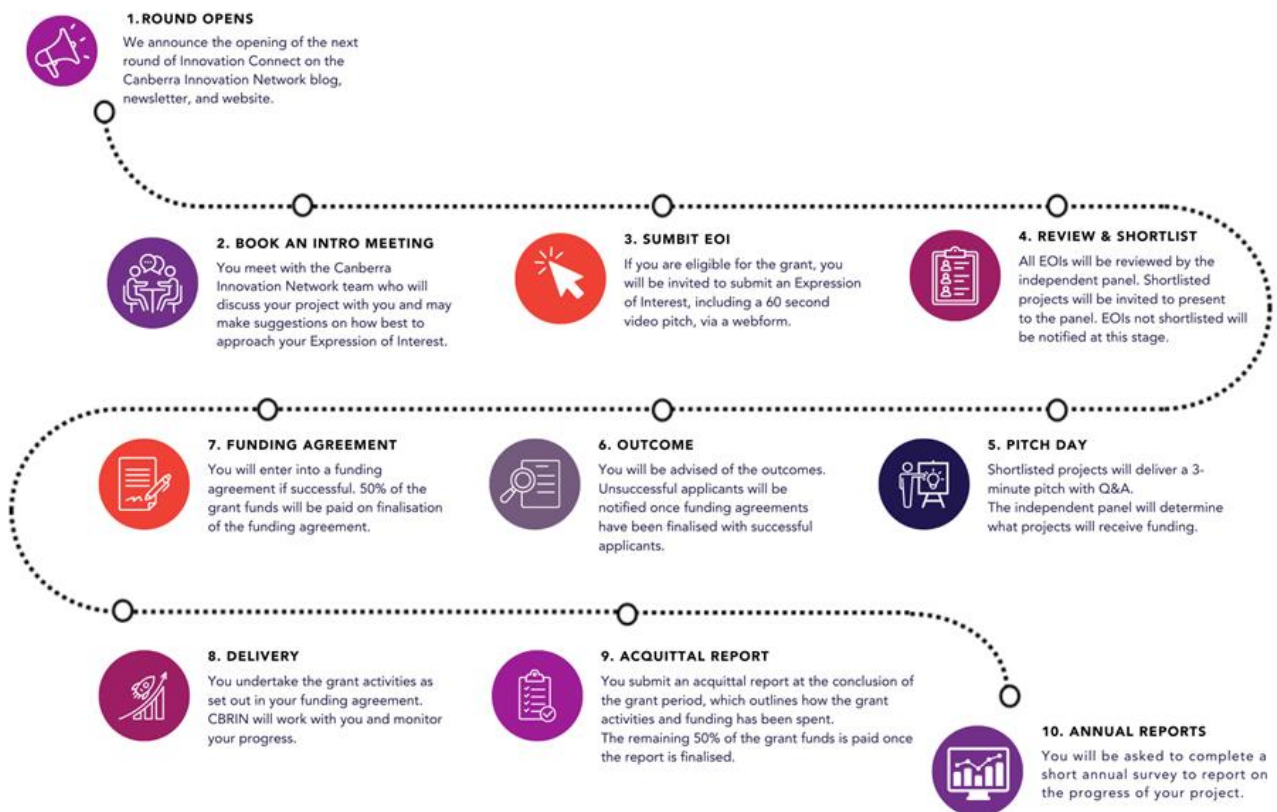 1.ROUND OPENS
We announce the opening of the next
round of Innovation Connect on the
Canberra Innovation Network blog,
newsletter, and website.
2. BOOK AN INTRO MEETING
You meet with the Canberra
Innovation Network team who will
discuss your project with you and may
make suggestions on how best to
approach your Expression of Interest.
3. SUMBIT EOI
If you are eligible for the grant, you
will be invited to submit an Expression
of Interest, including a 60 second
video pitch, via a webform.
4. REVIEW & SHORTLIST
All EOIs will be reviewed by the
independent panel. Shortlisted
projects will be invited to present
to the panel. EOIs not shortlisted will
be notified at this stage.
5. PITCH DAY
Shortlisted projects will deliver a 3-
minute pitch with Q&A.
The independent panel will determine
what projects will receive funding.
6. OUTCOME
You will be advised of the outcomes.
Unsuccessful applicants will be
notified once funding agreements
have been finalised with successful
applicants.
7. FUNDING AGREEMENT
You will enter into a funding
agreement if successful. 50% of the
grant funds will be paid on finalisation
of the funding agreement.
8. DELIVERY
You undertake the grant activities as
set out in your funding agreement.
CBRIN will work with you and monitor
your progress.
9. ACQUITTAL REPORT
You submit an acquittal report at the conclusion of
the grant period, which outlines how the grant
activities and funding has been spent.
The remaining 50% of the grant funds is paid once
the report is finalised.
10. ANNUAL REPORTS
You will be asked to complete a
short annual survey to report on
the progress of your project.